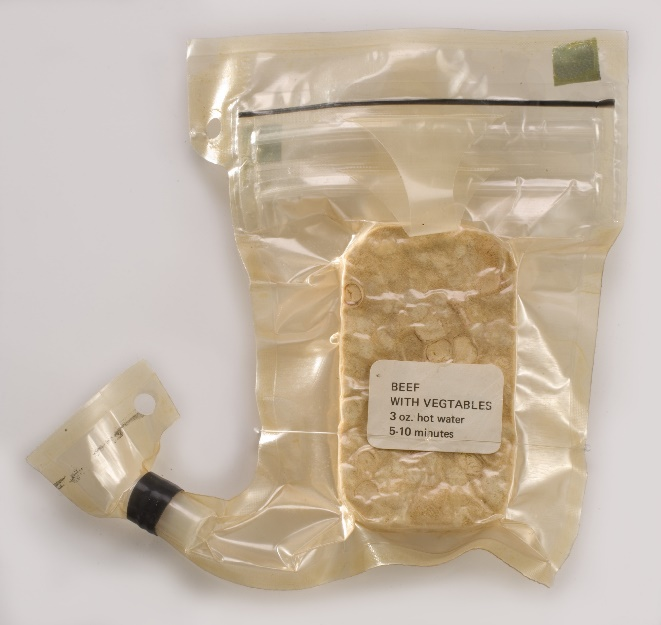 BEEF
WITH VEGTABLES
3 oz. hot water
5-10 minutes